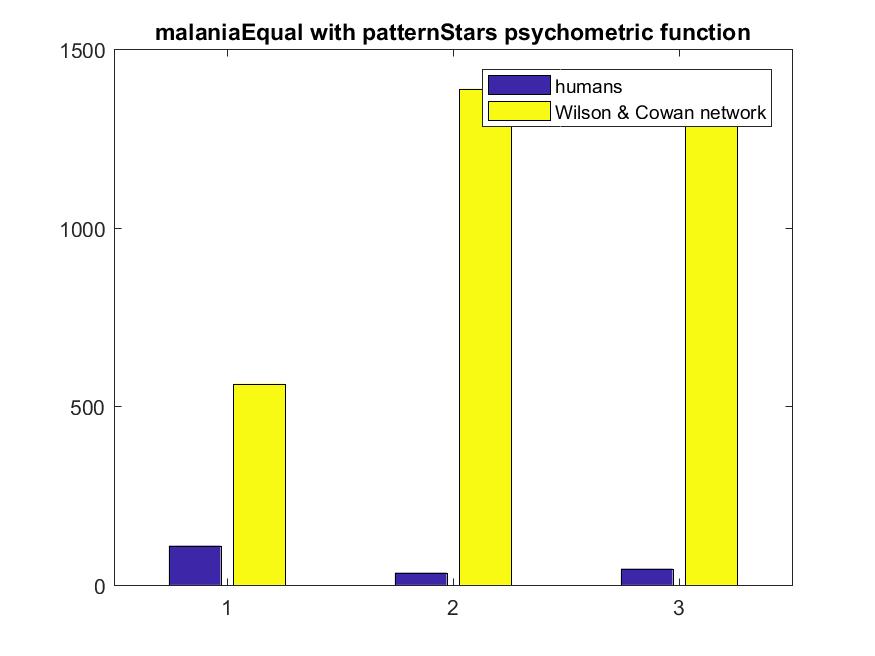 malaniaEqual with patternStars psychometric function
1500
humans
Wilson & Cowan network
1000
500
0
1
2
3